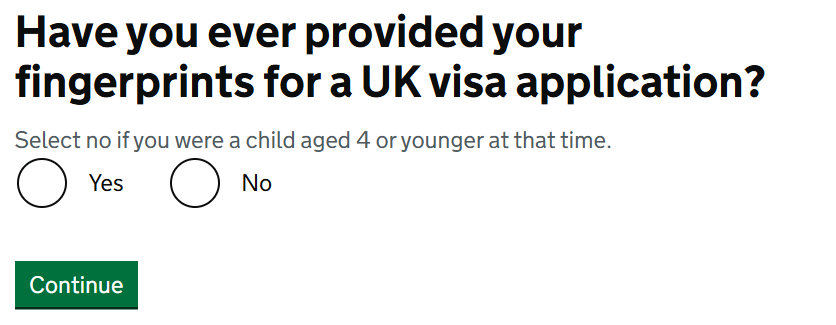 Have you ever provided your
fingerprints for a UK visa application?
Select no if you were a child aged 4 or younger at that time.
Yes No
Continue